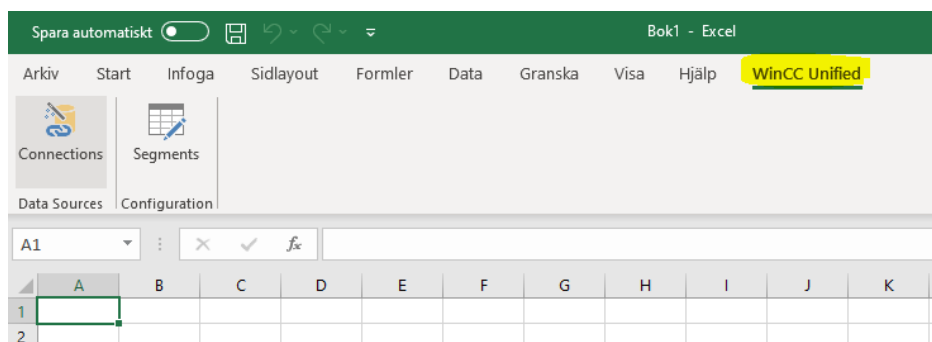 Spara automatiskt Bok1 - Excel
Arkiv Start Infoga Sidlayout Formler Data Granska Visa Hjälp WinCC Unified
Connections Segments
Data Sources Configuration
A1 fx
A B C D E F G H I J K
1
2